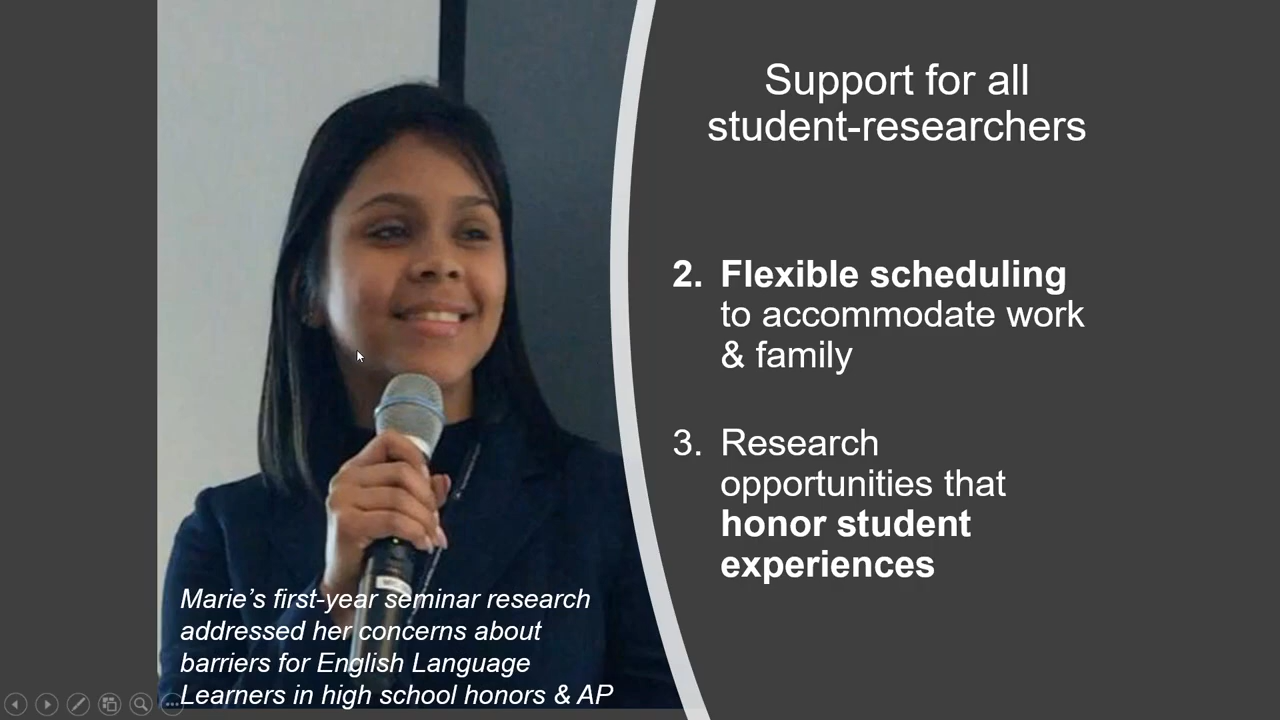 Support for all
student-researchers
2. Flexible scheduling
to accommodate work
& family
3. Research
opportunities that
honor student
experiences
Marie’s first-year seminar research
addressed her concerns about
barriers for English Language
Learners in high school honors & AP